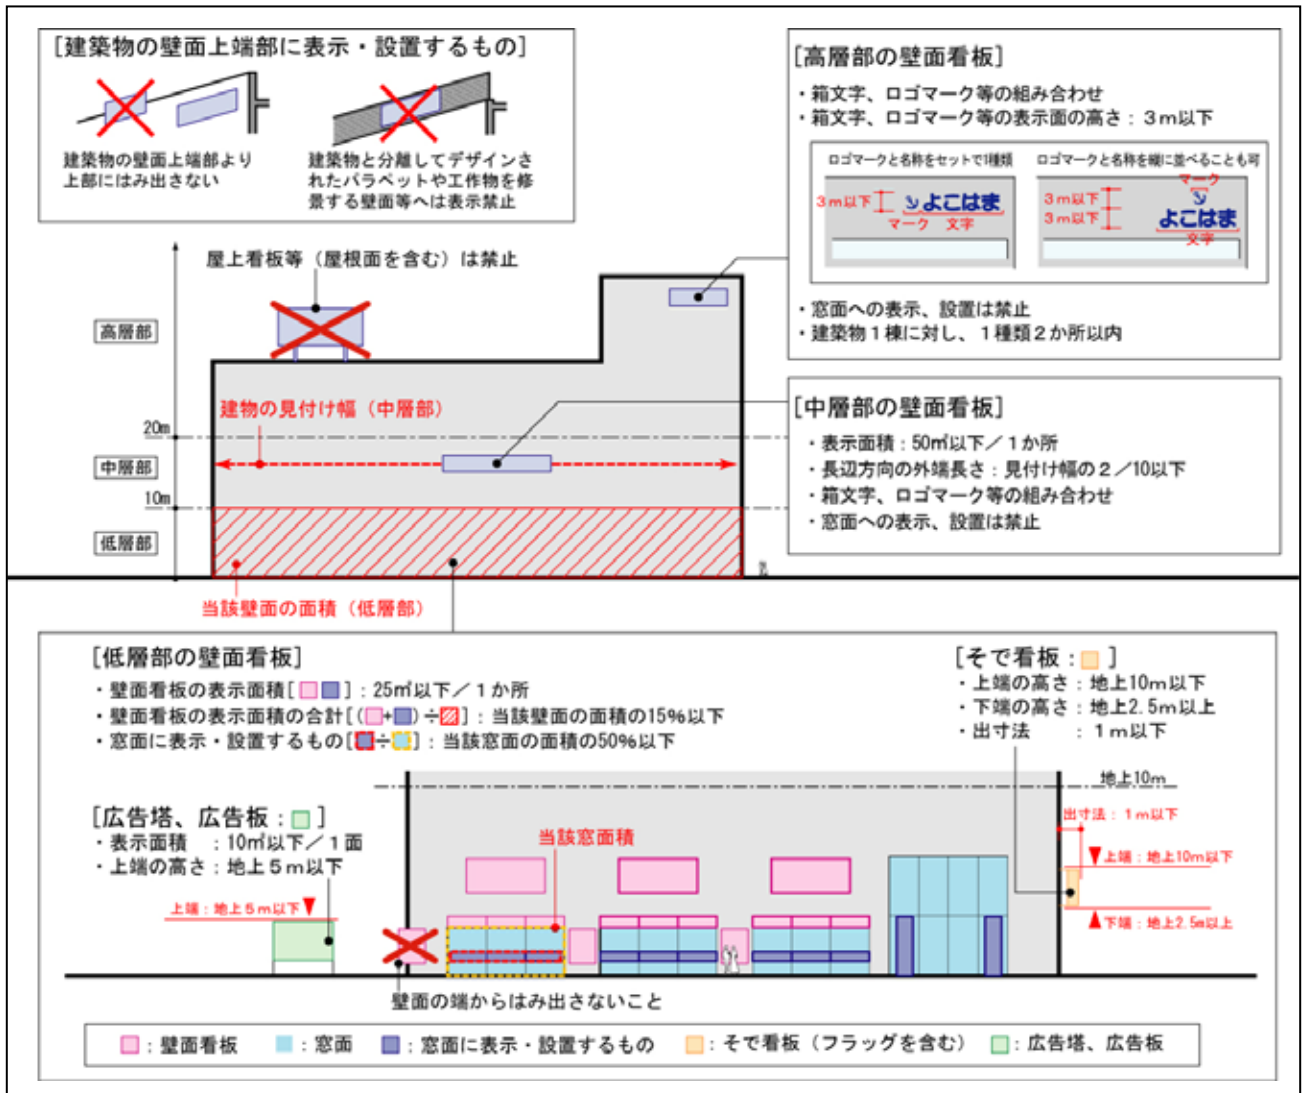 [建築物の壁面上端部に表示・設置するもの]
建築物の壁面上端部より
上部にはみ出さない
建築物と分離してデザインさ
れたパラペットや工作物を修
景する壁面等へは表示禁止
[高層部の壁面看板]
・箱文字、ロゴマーク等の組み合わせ
・箱文字、ロゴマーク等の表示面の高さ：３ｍ以下
ロゴマークと名称をセットで1種類
３ｍ以下
よこはま
マーク 文字
ロゴマークと名称を縦に並べることも可
マーク
３ｍ以下
３ｍ以下
よこはま
文字
・窓面への表示、設置は禁止
・建築物１棟に対し、１種類２か所以内
屋上看板等（屋根面を含む）は禁止
高層部
建物の見付け幅（中層部）
20m
中層部
10m
低層部
当該壁面の面積（低層部）
[中層部の壁面看板]
・表示面積：50㎡以下／１か所
・長辺方向の外端長さ：見付け幅の２／10以下
・箱文字、ロゴマーク等の組み合わせ
・窓面への表示、設置は禁止
[低層部の壁面看板]
・壁面看板の表示面積[ ]：25㎡以下／１か所
・壁面看板の表示面積の合計[( + )÷ ]：当該壁面の面積の15%以下
・窓面に表示・設置するもの[ ÷ ]：当該窓面の面積の50%以下
[そで看板： ]
・上端の高さ：地上10ｍ以下
・下端の高さ：地上2.5ｍ以上
・出寸法 ：１ｍ以下
[広告塔、広告板： ]
・表示面積 ：10㎡以下／１面
・上端の高さ：地上５ｍ以下
上端：地上５ｍ以下
当該窓面積
地上10ｍ
出寸法：１ｍ以下
上端：地上10m以下
下端：地上2.5m以上
壁面の端からはみ出さないこと
：壁面看板
：窓面
：窓面に表示・設置するもの
：そで看板（フラッグを含む）
：広告塔、広告板